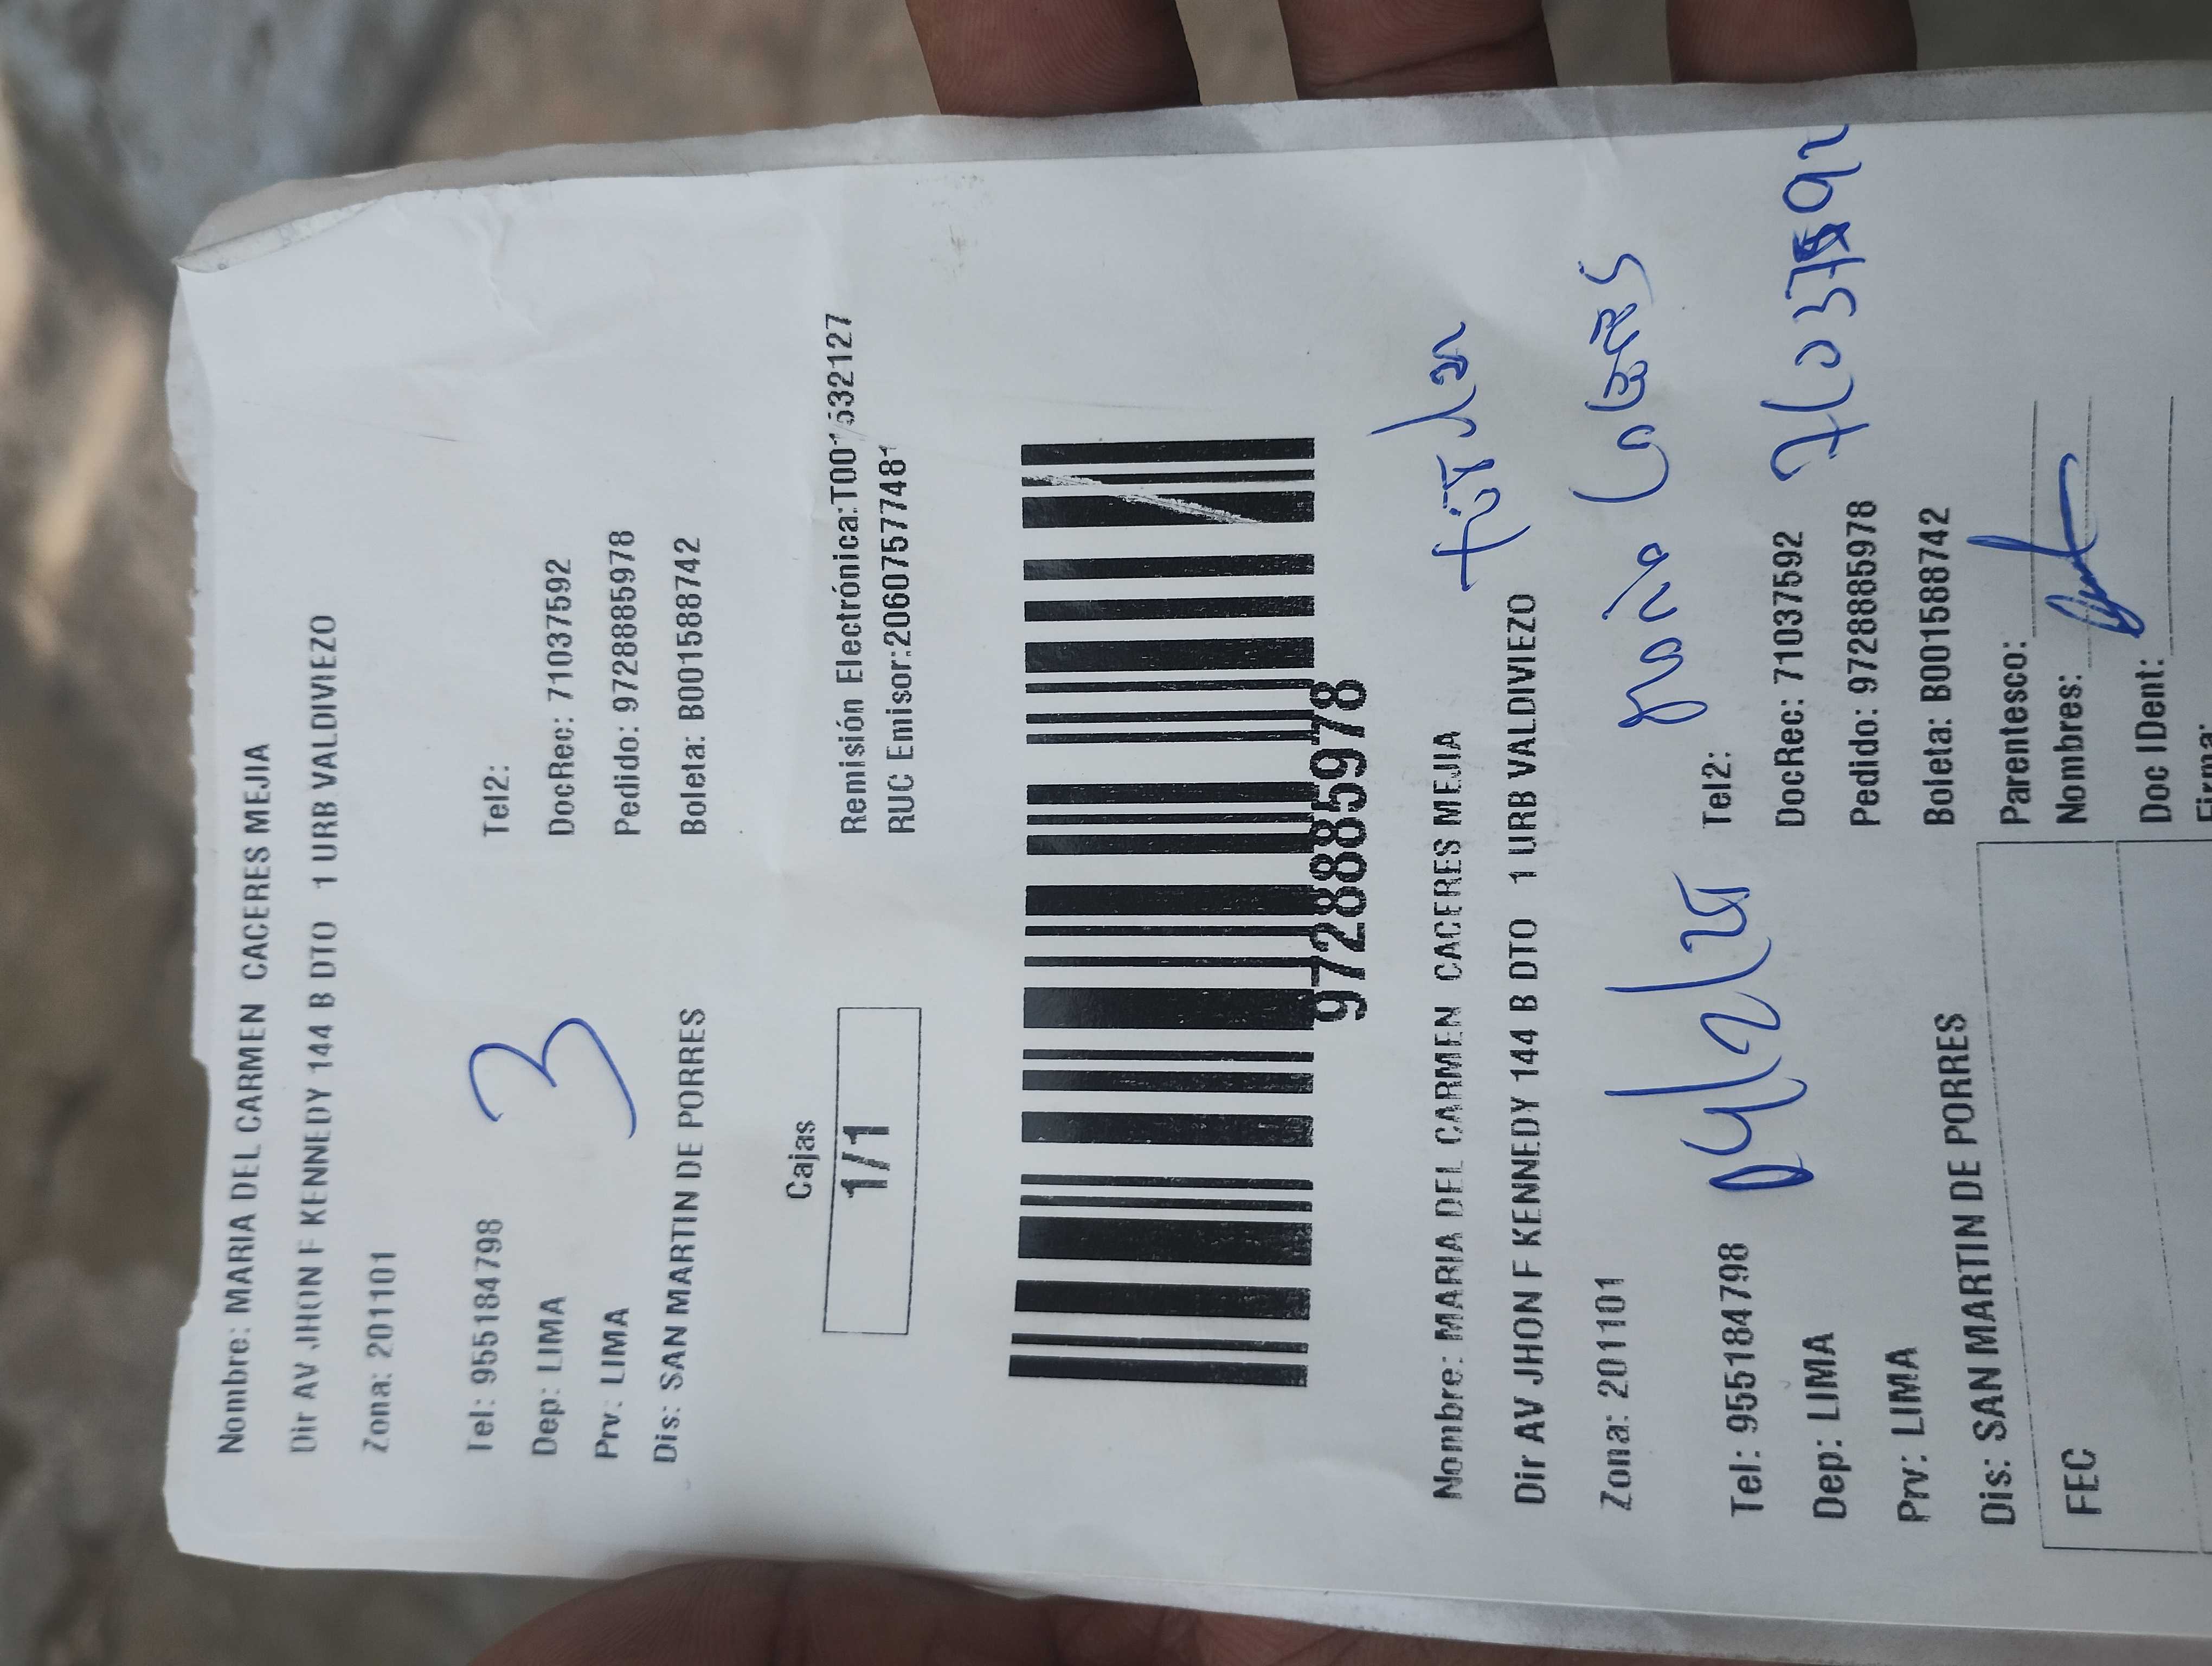 Nombre: MARIA DEL CARMEN CACERES MEJIA
Dir AV JHON F KENNEDY 144 B DTO 1 URB VALDIVIEZO
Zona: 201101
Tel: 955184798
Tel2:
Dep: LIMA
DocRec: 71037592
3
Prv: LIMA
Pedido: 9728885978
Dis: SAN MARTIN DE PORRES
Boleta: B001588742
Cajas
1/1
Remisión Electrónica:
RUC Emisor:20607577481
9728885978
Nombre: MARIA DEL CARMEN CACERES MEJIA
Dir AV JHON F KENNEDY 144 B DTO 1 URB VALDIVIEZO
Zona: 201101
Tel: 955184798
Tel2:
Dep: LIMA
DocRec: 71037592
Prv: LIMA
Pedido: 9728885978
Dis: SAN MARTIN DE PORRES
Boleta: B001588742
FEC
Parentesco:
Nombres:
Doc IDent:
Firma: